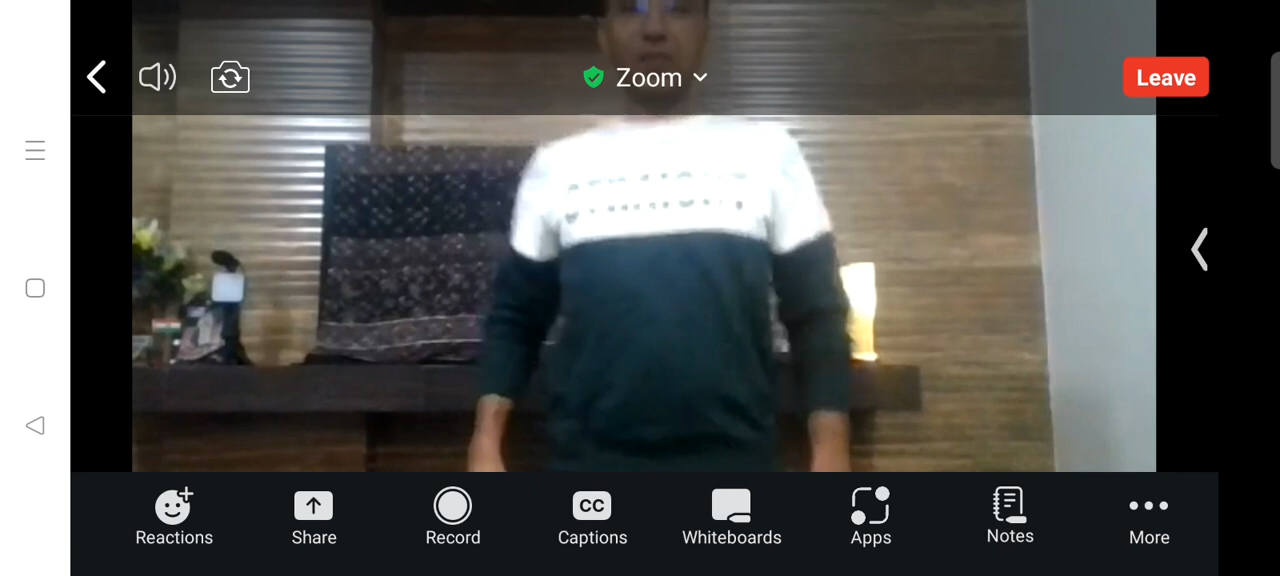 Zoom
Leave
Reactions
Share
Record
CC
Captions
Whiteboards
Apps
Notes
More